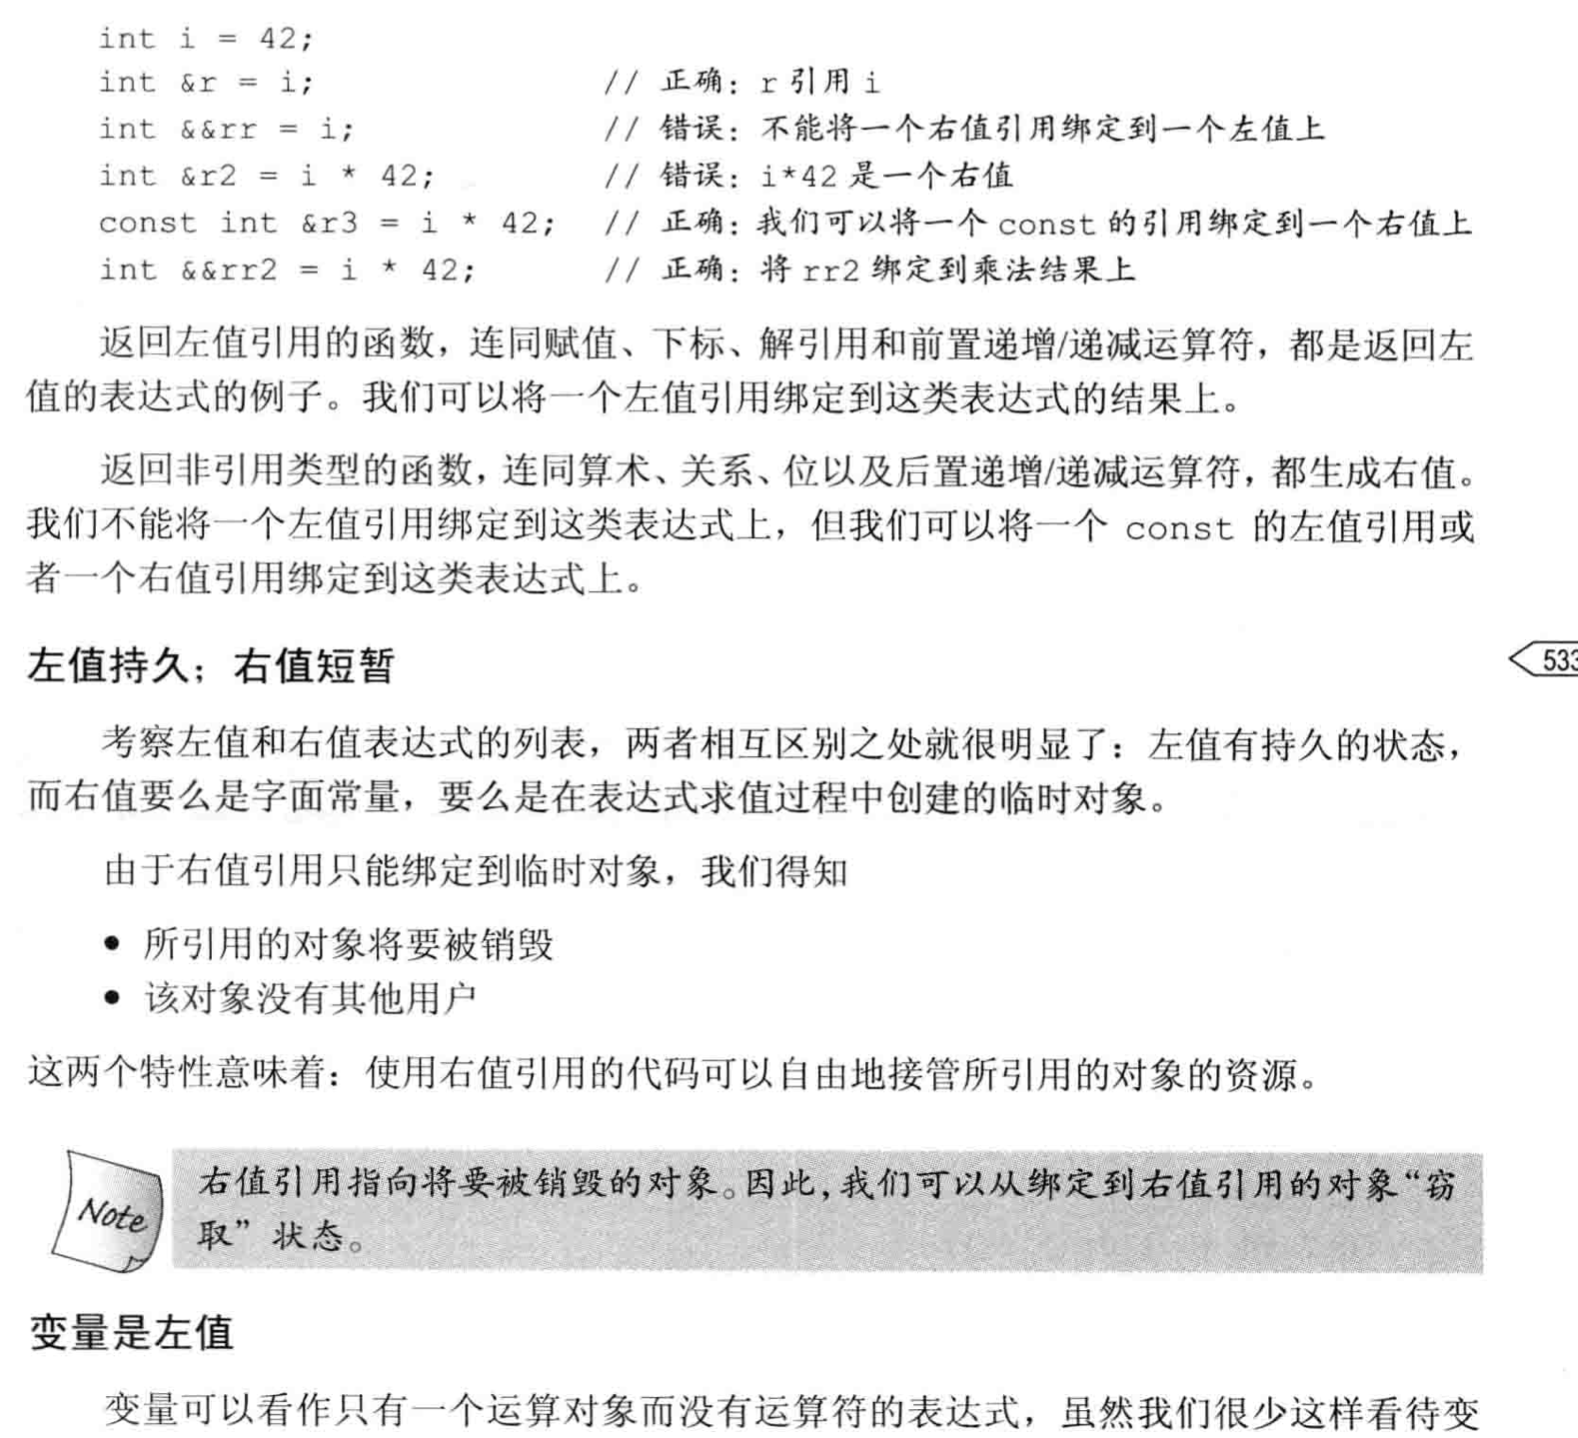 int i = 42;
int &r = i; // 正确：r引用i
int &&rr = i; // 错误：不能将一个右值引用绑定到一个左值上
int &r2 = i * 42; // 错误：i*42是一个右值
const int &r3 = i * 42; // 正确：我们可以将一个const的引用绑定到一个右值上
int &&rr2 = i * 42; // 正确：将rr2绑定到乘法结果上
返回左值引用的函数，连同赋值、下标、解引用和前置递增/递减运算符，都是返回左
值的表达式的例子。我们可以将一个左值引用绑定到这类表达式的结果上。
返回非引用类型的函数，连同算术、关系、位以及后置递增/递减运算符，都生成右值。
我们不能将一个左值引用绑定到这类表达式上，但我们可以将一个 const 的左值引用或
者一个右值引用绑定到这类表达式上。
左值持久；右值短暂
533
考察左值和右值表达式的列表，两者相互区别之处就很明显了：左值有持久的状态，
而右值要么是字面常量，要么是在表达式求值过程中创建的临时对象。
由于右值引用只能绑定到临时对象，我们得知
● 所引用的对象将要被销毁
● 该对象没有其他用户
这两个特性意味着：使用右值引用的代码可以自由地接管所引用的对象的资源。
Note
右值引用指向将要被销毁的对象。因此，我们可以从绑定到右值引用的对象“窃
取”状态。
变量是左值
变量可以看作只有一个运算对象而没有运算符的表达式，虽然我们很少这样看待变